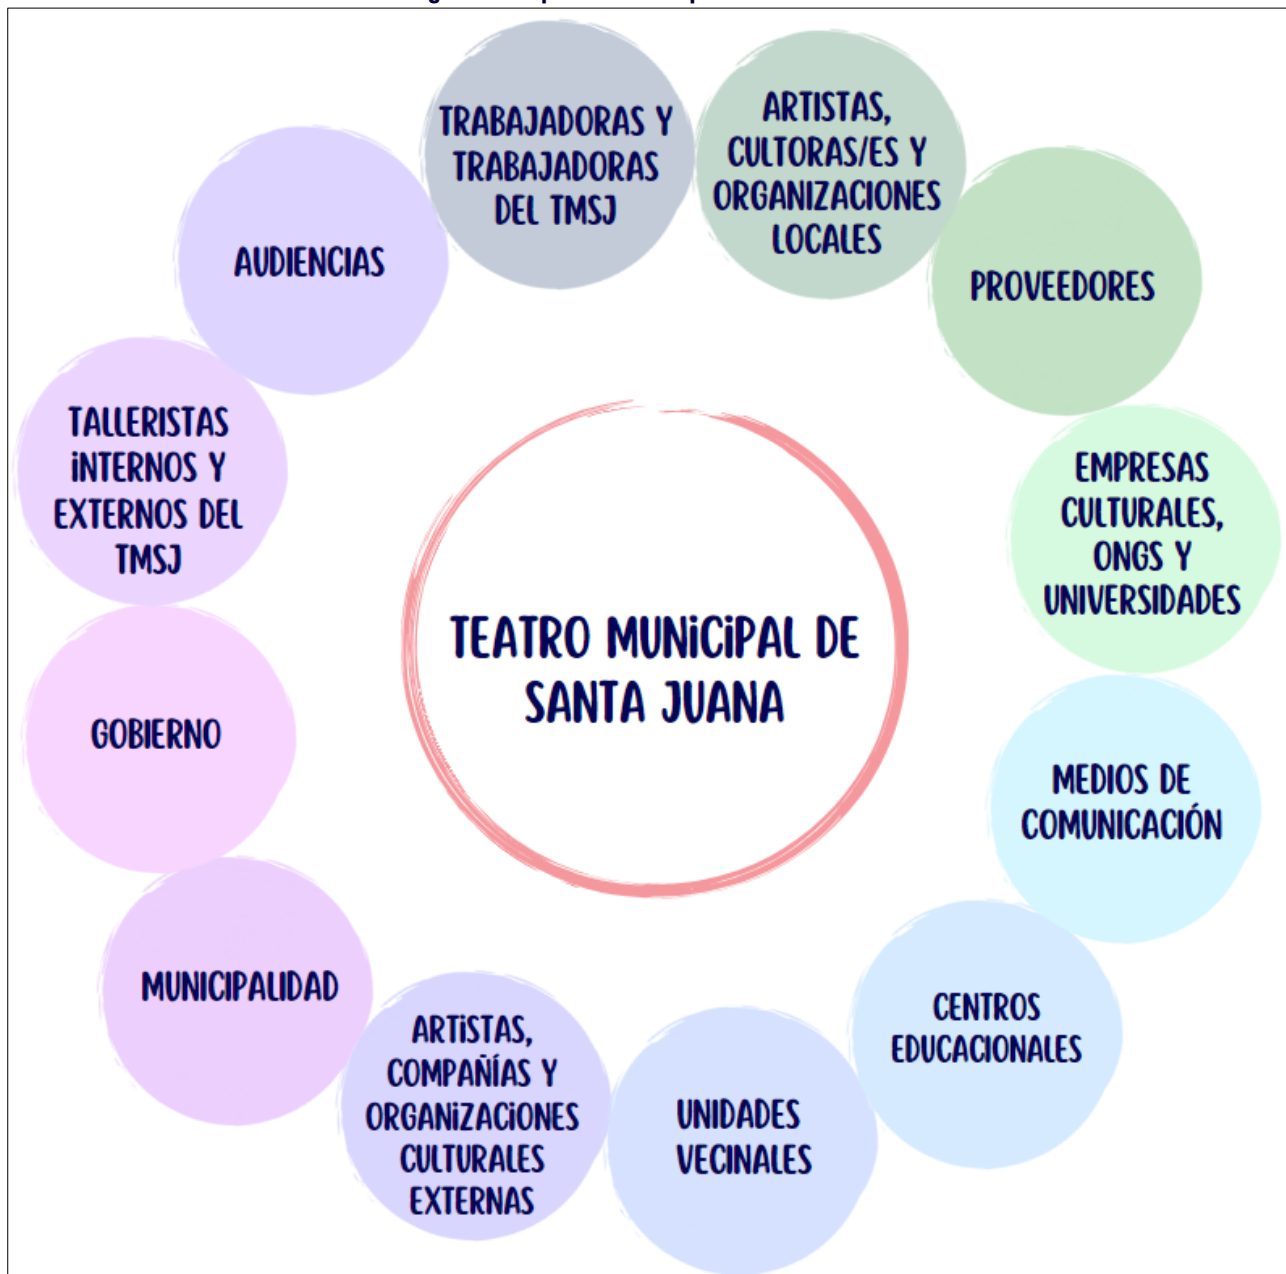 TRABAJADORAS Y
TRABAJADORAS
DEL TMSJ
ARTISTAS,
CULTORAS/ES Y
ORGANIZACIONES
LOCALES
PROVEEDORES
EMPRESAS
CULTURALES,
ONGS Y
UNIVERSIDADES
MEDIOS DE
COMUNICACIÓN
CENTROS
EDUCACIONALES
UNIDADES
VECINALES
ARTISTAS,
COMPAÑÍAS Y
ORGANIZACIONES
CULTURALES
EXTERNAS
MUNICIPALIDAD
GOBIERNO
TALLERISTAS
INTERNOS Y
EXTERNOS DEL
TMSJ
AUDIENCIAS
TEATRO MUNICIPAL DE
SANTA JUANA